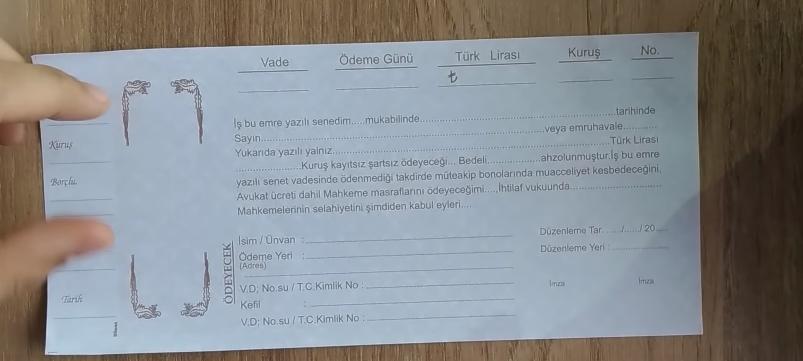 Vade Ödeme Günü Türk Lirası Kuruş No.
₺
İş bu emre yazılı senedim.....mukabilinde..........tarihinde
Sayın..........veya emruhavale..........
Yukarıda yazılı yalnız..........Türk Lirası
..........Kuruş kayıtsız şartsız ödeyeceği... Bedeli..........ahzolunmuştur.İş bu emre
yazılı senet vadesinde ödenmediği takdirde müteakip bonolarında muacceliyet kesbedeceğini,
Avukat ücreti dahil Mahkeme masraflarını ödeyeceğimi....,İhtilaf vukuunda..........
Mahkemelerinin selahiyetini şimdiden kabul eyleri....
Kuruş
Borçlu
Tarih
ÖDEYECEK
İsim / Ünvan :
Ödeme Yeri :
(Adres)
V.D; No.su / T.C.Kimlik No :
Kefil :
V.D; No.su / T.C.Kimlik No :
Düzenleme Tar. ....../....../ 20....
Düzenleme Yeri :..........
İmza İmza